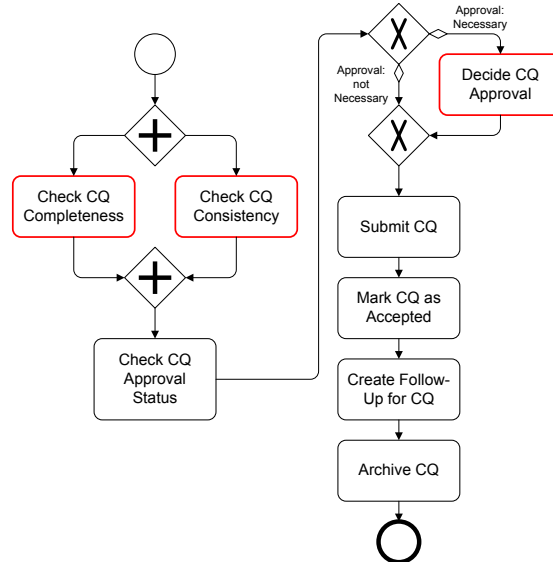 Check CQ
Completeness
Check CQ
Consistency
Check CQ
Approval
Status
Approval:
Necessary
Approval:
not
Necessary
Decide CQ
Approval
Submit CQ
Mark CQ as
Accepted
Create Follow-
Up for CQ
Archive CQ